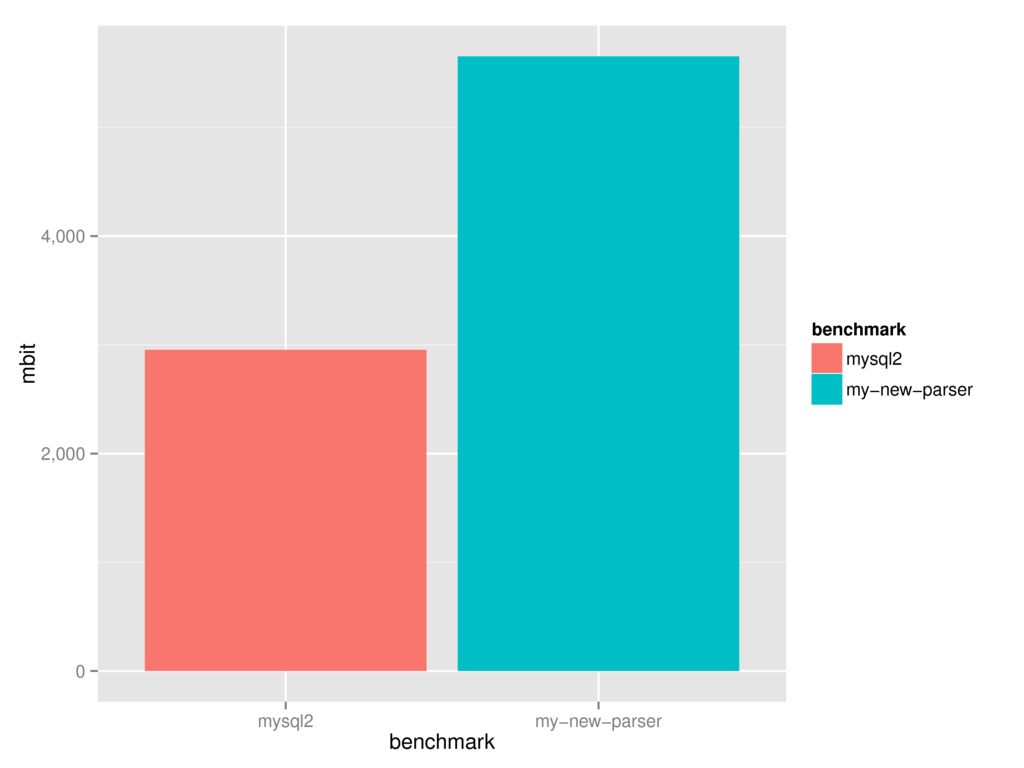 mbit
4,000
2,000
0
mysql2
my−new−parser
benchmark
benchmark
mysql2
my−new−parser